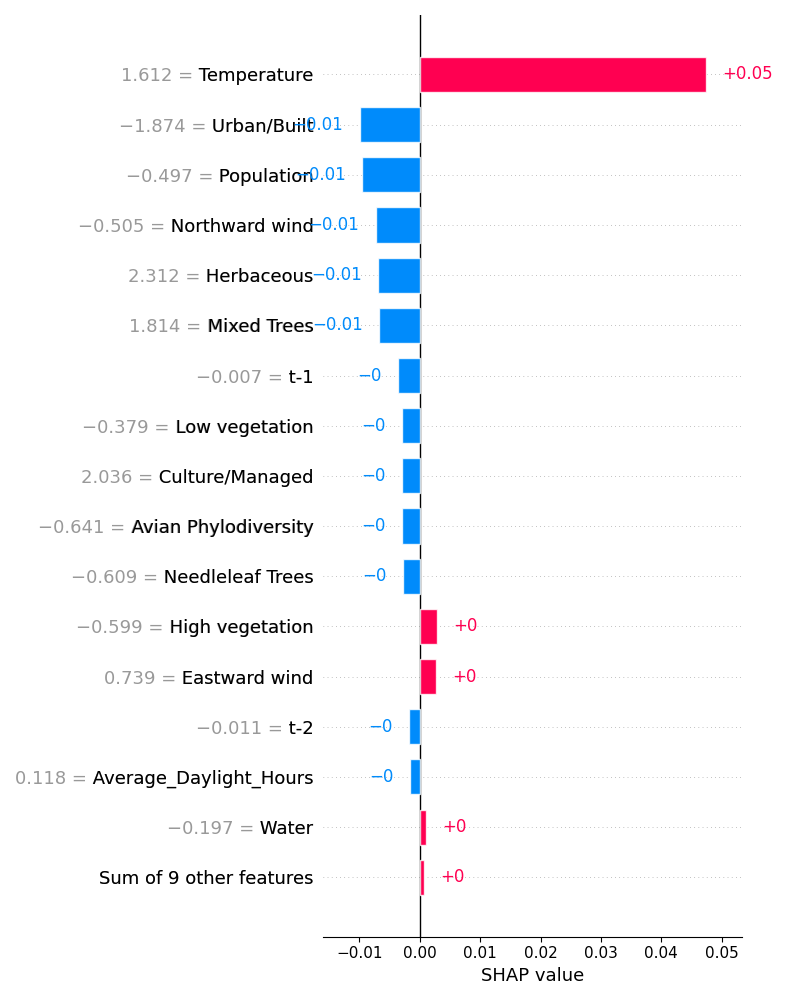 1.612 = Temperature +0.05
−1.874 = Urban/Built −0.01
−0.497 = Population −0.01
−0.505 = Northward wind −0.01
2.312 = Herbaceous −0.01
1.814 = Mixed Trees −0.01
−0.007 = t-1 −0
−0.379 = Low vegetation −0
2.036 = Culture/Managed −0
−0.641 = Avian Phylodiversity −0
−0.609 = Needleleaf Trees −0
−0.599 = High vegetation +0
0.739 = Eastward wind +0
−0.011 = t-2 −0
0.118 = Average_Daylight_Hours −0
−0.197 = Water +0
Sum of 9 other features +0
−0.01 0.00 0.01 0.02 0.03 0.04 0.05
SHAP value